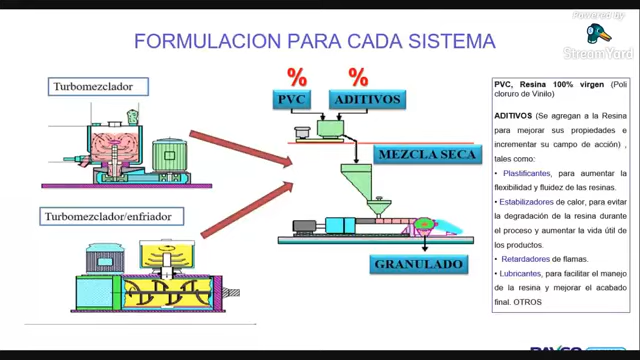 FORMULACION PARA CADA SISTEMA
Powered by
StreamYard
Turbomezclador
Turbomezclador/enfriador
% %
PVC ADITIVOS
MEZCLA SECA
GRANULADO
PVC, Resina 100% virgen (Poli
cloruro de Vinilo)
ADITIVOS (Se agregan a la Resina
para mejorar sus propiedades e
incrementar su campo de acción) ,
tales como:
• Plastificantes, para aumentar la
flexibilidad y fluidez de las resinas.
• Estabilizadores de calor, para evitar
la degradación de la resina durante
el proceso y aumentar la vida útil de
los productos.
• Retardadores de flamas.
• Lubricantes, para facilitar el manejo
de la resina y mejorar el acabado
final. OTROS